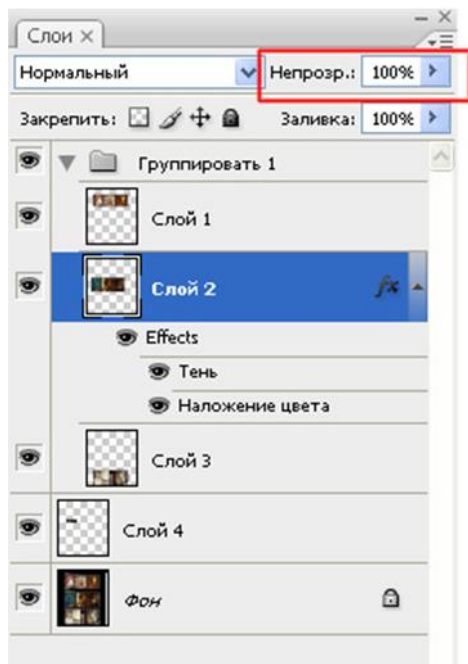 Слои ×
Нормальный Непрозр.: 100%
Закрепить: Заливка: 100%
Группировать 1
Слой 1
Слой 2 fx
Effects
Тень
Наложение цвета
Слой 3
Слой 4
Фон